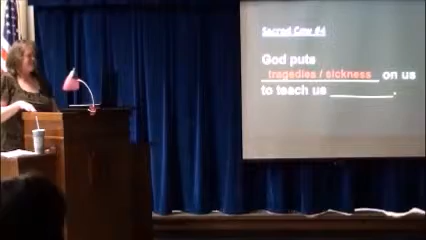 Sacred Cow #4
God puts
tragedies / sickness on us
to teach us ________.